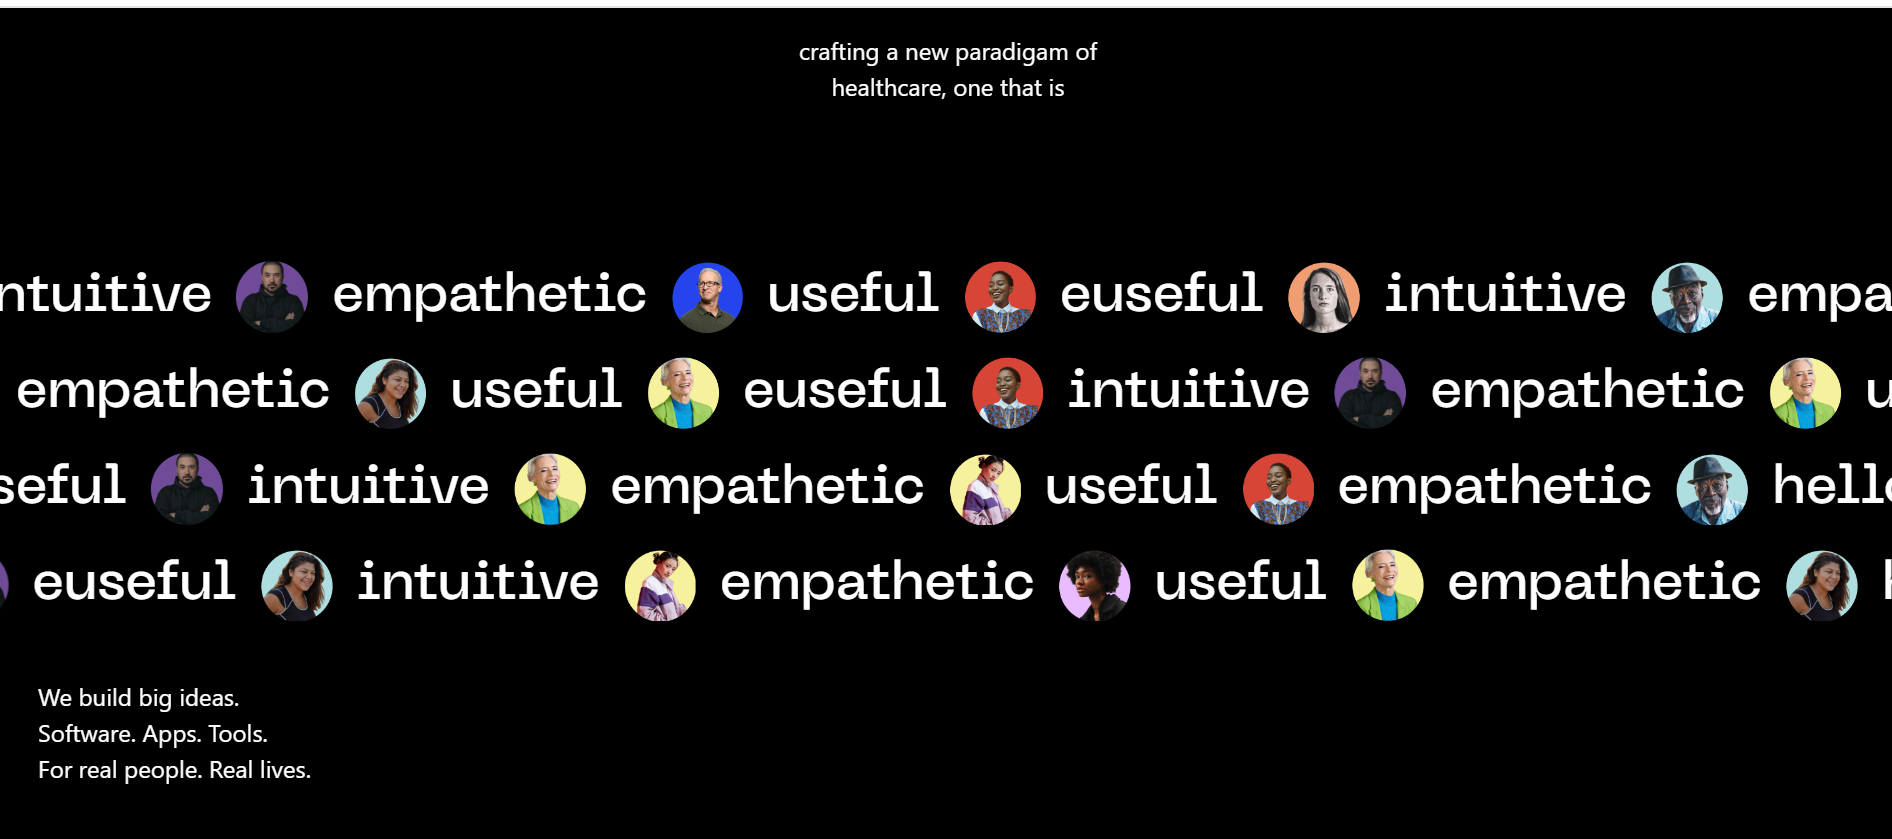 crafting a new paradigam of
healthcare, one that is
ntuitive empathetic useful euseful intuitive empa
empathetic useful euseful intuitive empathetic u
seful intuitive empathetic useful empathetic hello
euseful intuitive empathetic useful empathetic h
We build big ideas.
Software. Apps. Tools.
For real people. Real lives.